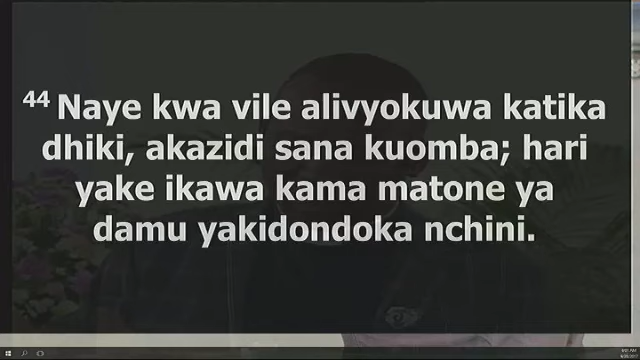 44 Naye kwa vile alivyokuwa katika
dhiki, akazidi sana kuomba; hari
yake ikawa kama matone ya
damu yakidondoka nchini.